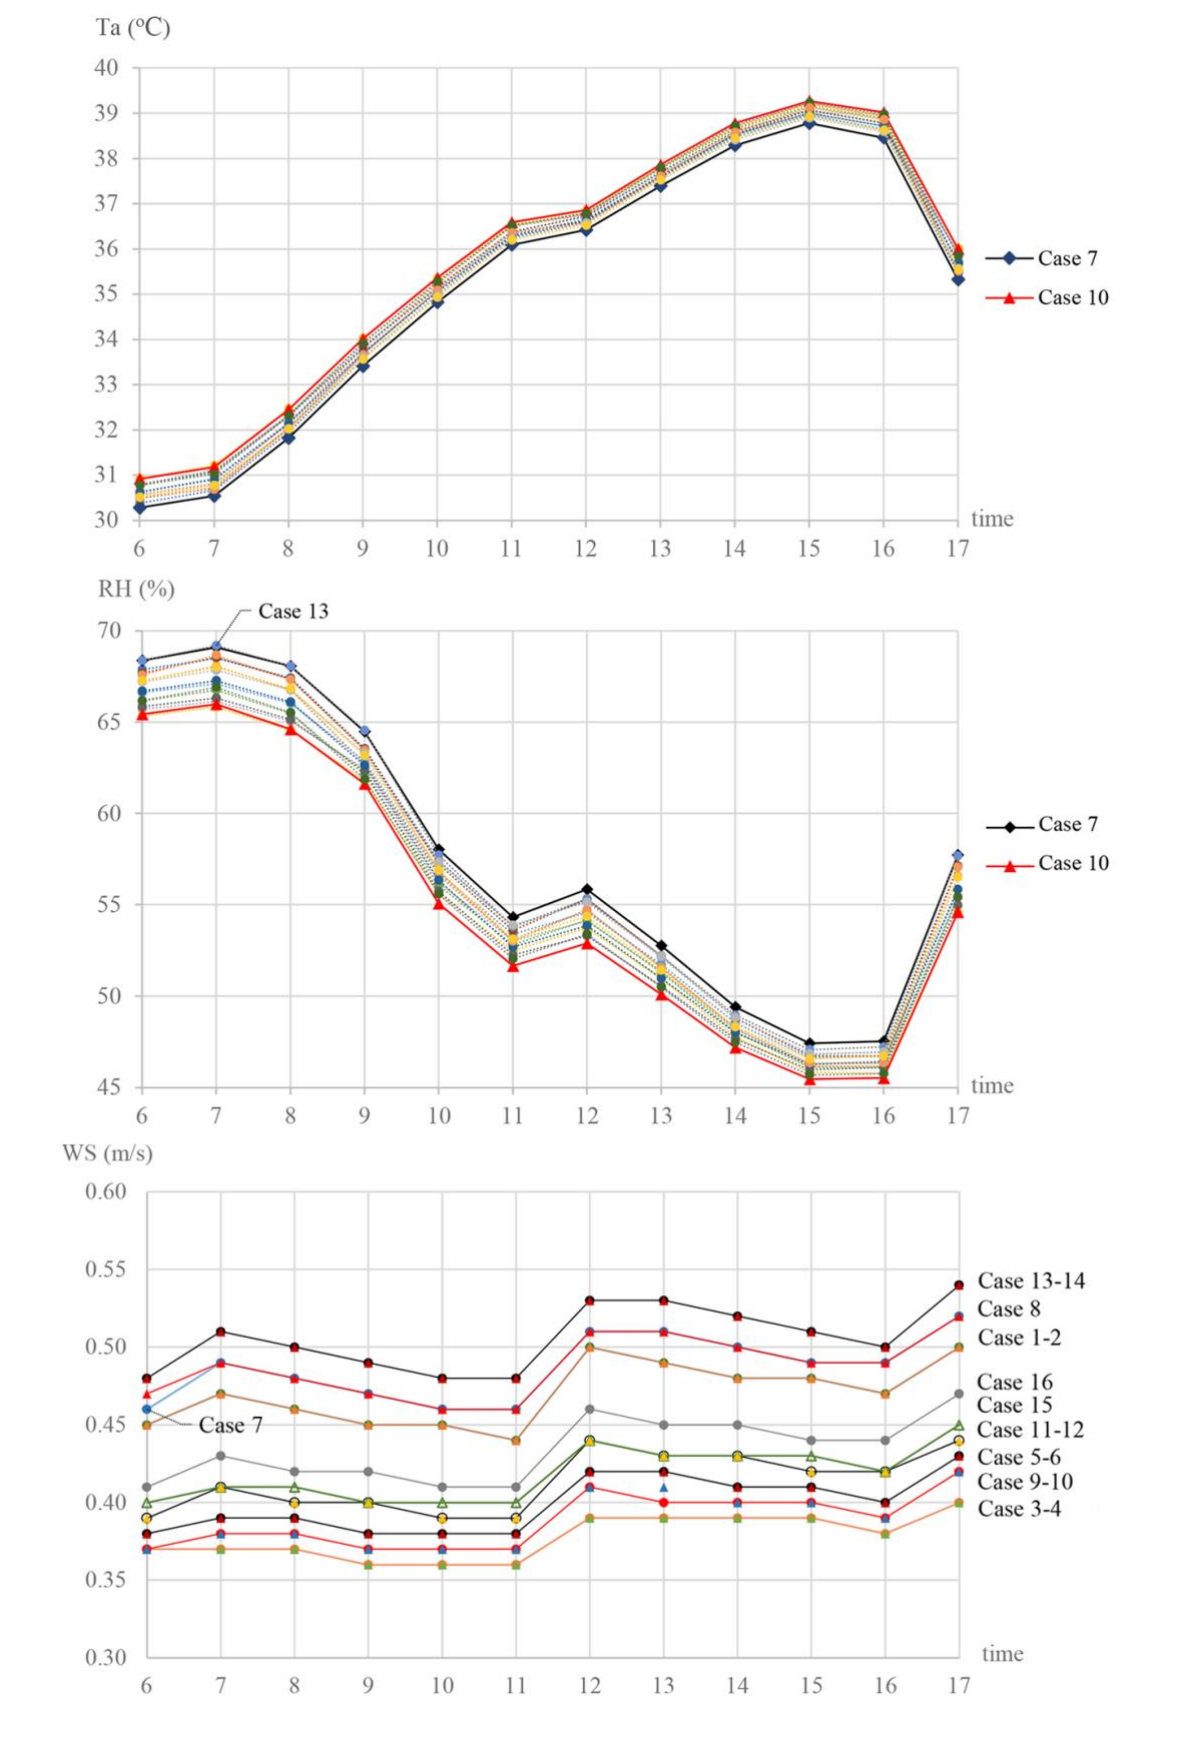 Ta (ºC)
40
39
38
37
36
35
34
33
32
31
30
Case 7
Case 10
time
6 7 8 9 10 11 12 13 14 15 16 17
RH (%)
Case 13
70
65
60
55
50
45
Case 7
Case 10
time
6 7 8 9 10 11 12 13 14 15 16 17
WS (m/s)
0.60
0.55
0.50
0.45
0.40
0.35
0.30
Case 7
Case 13-14
Case 8
Case 1-2
Case 16
Case 15
Case 11-12
Case 5-6
Case 9-10
Case 3-4
time
6 7 8 9 10 11 12 13 14 15 16 17